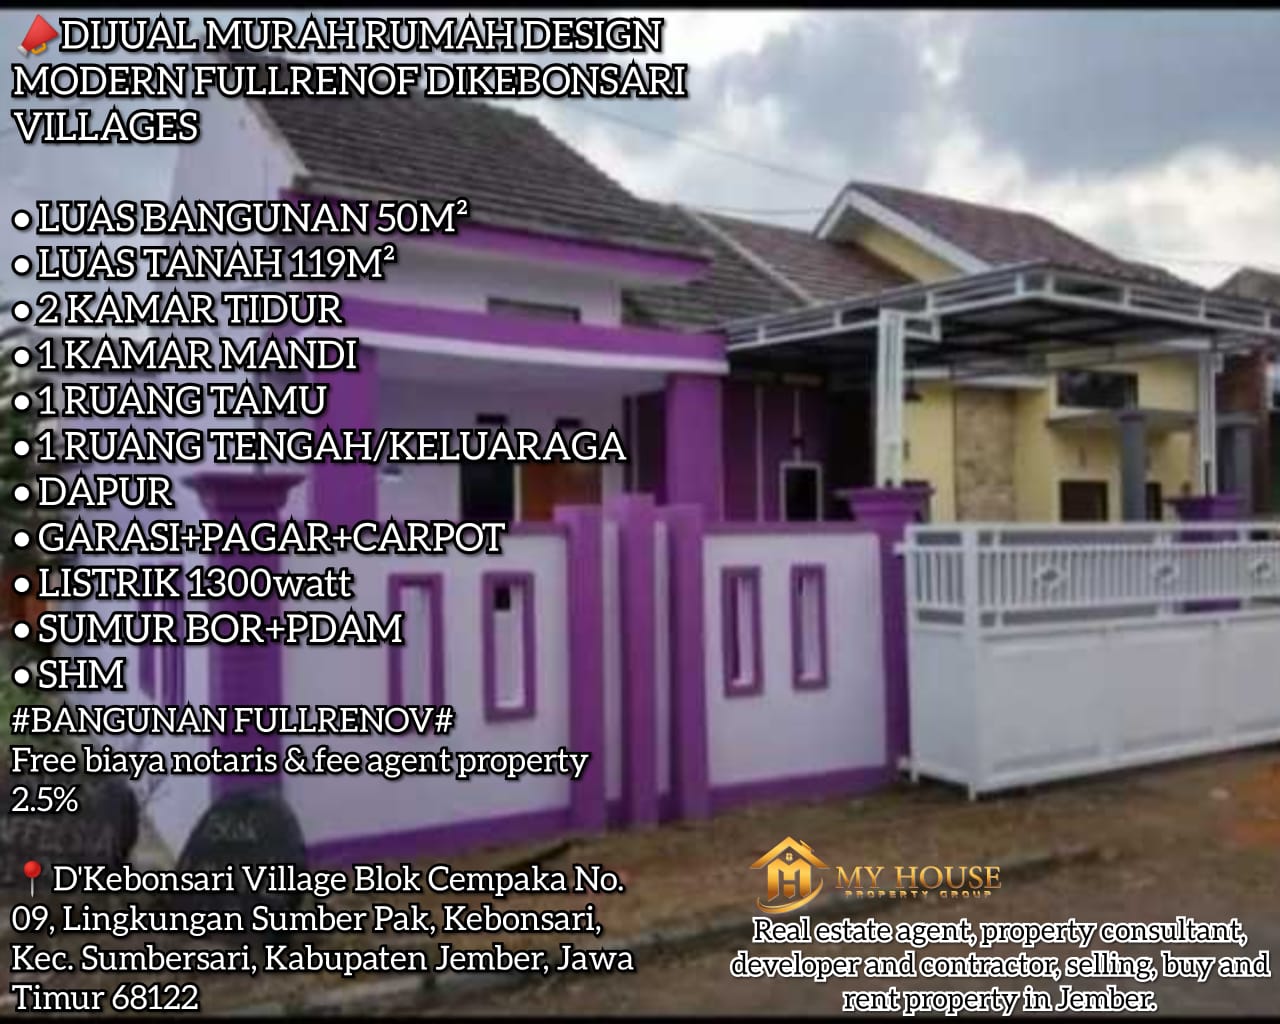 📣DIJUAL MURAH RUMAH DESIGN
MODERN FULLRENOF DIKEBONSARI
VILLAGES
• LUAS BANGUNAN 50M²
• LUAS TANAH 119M²
• 2 KAMAR TIDUR
• 1 KAMAR MANDI
• 1 RUANG TAMU
• 1 RUANG TENGAH/KELUARAGA
• DAPUR
• GARASI+PAGAR+CARPOT
• LISTRIK 1300watt
• SUMUR BOR+PDAM
• SHM
#BANGUNAN FULLRENOV#
Free biaya notaris & fee agent property
2.5%
📍 D'Kebonsari Village Blok Cempaka No.
09, Lingkungan Sumber Pak, Kebonsari,
Kec. Sumbersari, Kabupaten Jember, Jawa
Timur 68122
MY HOUSE
PROPERTY GROUP
Real estate agent, property consultant,
developer and contractor, selling, buy and
rent property in Jember.